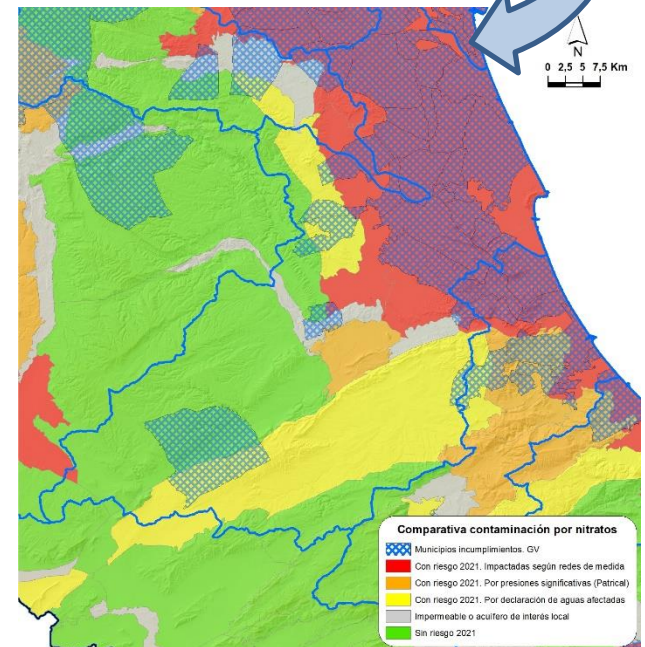 N
0 2,5 5 7,5 Km
Comparativa contaminación por nitratos
Municipios incumplimientos. GV
Con riesgo 2021. Impactadas según redes de medida
Con riesgo 2021. Por presiones significativas (Patrical)
Con riesgo 2021. Por declaración de aguas afectadas
Impermeable o acuífero de interés local
Sin riesgo 2021